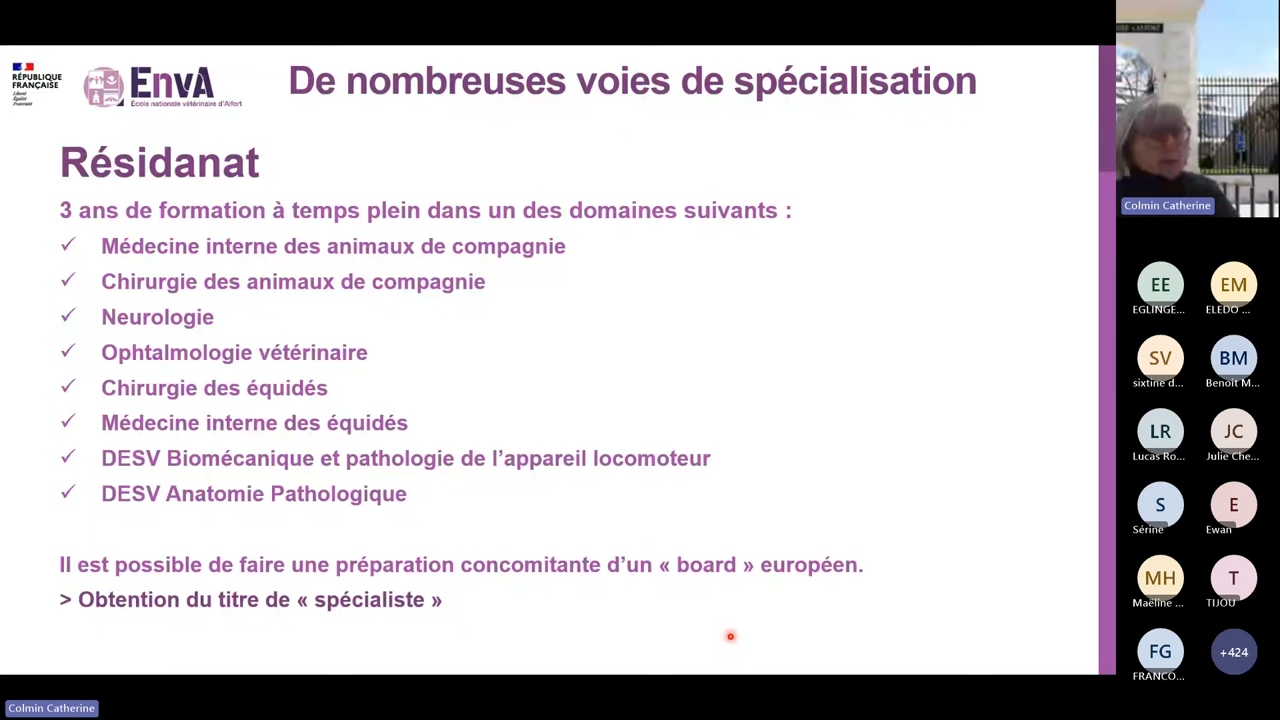 RÉPUBLIQUE
FRANÇAISE
Liberté
Égalité
Fraternité
EnvA
École nationale vétérinaire d'Alfort
De nombreuses voies de spécialisation
Résidanat
3 ans de formation à temps plein dans un des domaines suivants :
✓ Médecine interne des animaux de compagnie
✓ Chirurgie des animaux de compagnie
✓ Neurologie
✓ Ophtalmologie vétérinaire
✓ Chirurgie des équidés
✓ Médecine interne des équidés
✓ DESV Biomécanique et pathologie de l'appareil locomoteur
✓ DESV Anatomie Pathologique
Il est possible de faire une préparation concomitante d'un « board » européen.
> Obtention du titre de « spécialiste »
Colmin Catherine
EE
EGLINGE...
EM
ELEDO ...
SV
sixtine d...
BM
Benoît M...
LR
Lucas Ro...
JC
Julie Che...
S
Sérine
E
Ewan
MH
Maëline ...
T
TIJOU
FG
FRANCO...
+424
Colmin Catherine